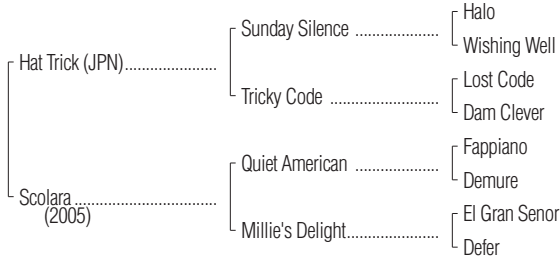 Halo
Sunday Silence ....................
Wishing Well
Hat Trick (JPN)......................
Lost Code
Tricky Code ..........................
Dam Clever
Fappiano
Quiet American ....................
Demure
Scolara ..................................
(2005)
El Gran Senor
Millie's Delight......................
Defer